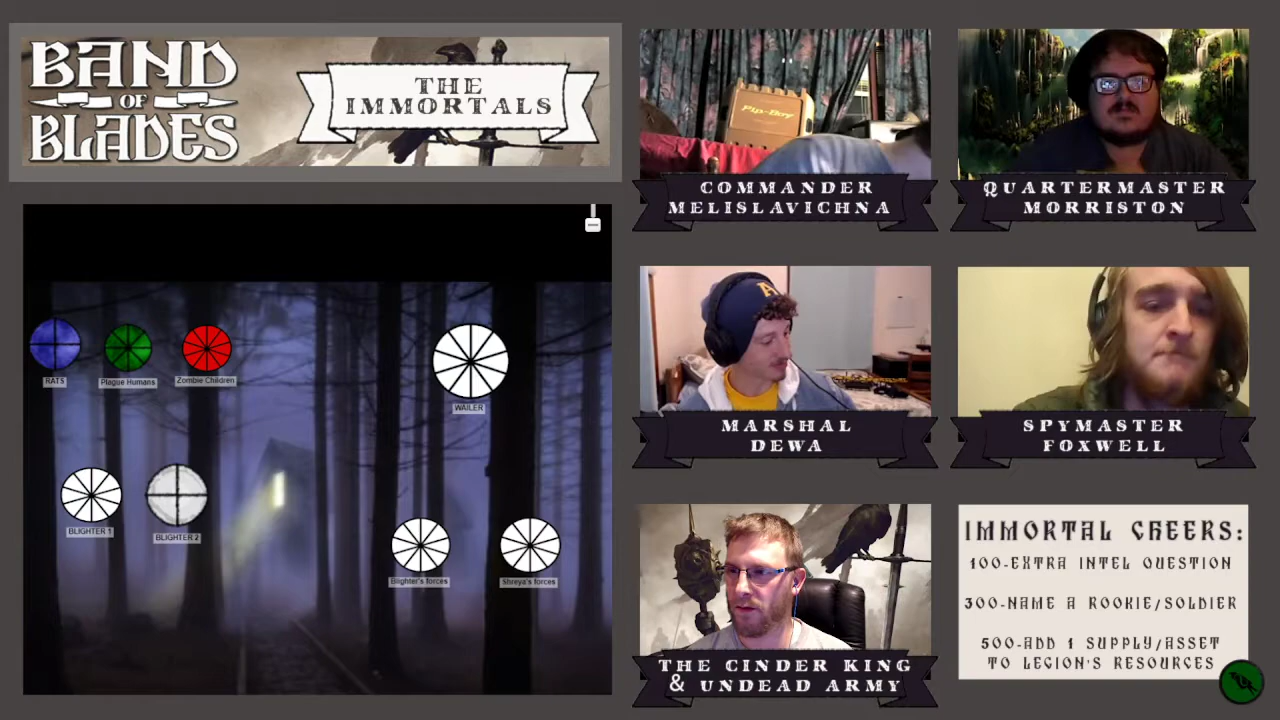 BAND
OF
BLADES
THE
IMMORTALS
Pip-Boy
COMMANDER
MELISLAVICHNA
QUARTERMASTER
MORRISTON
RATS
Plague Humans
Zombie Children
WAILER
BLIGHTER 1
BLIGHTER 2
Blighter's forces
Shreya's forces
A
MARSHAL
DEWA
SPYMASTER
FOXWELL
THE CINDER KING
& UNDEAD ARMY
IMMORTAL CHEERS:
100-EXTRA INTEL QUESTION
300-NAME A ROOKIE/SOLDIER
500-ADD 1 SUPPLY/ASSET
TO LEGION'S RESOURCES